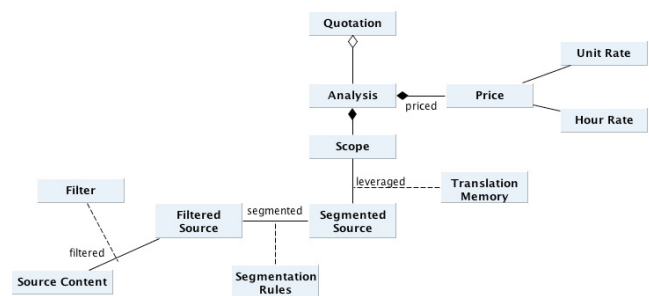 Quotation
Unit Rate
Analysis
priced
Price
Hour Rate
Scope
leveraged
Translation
Memory
Filter
Filtered
Source
segmented
Segmented
Source
filtered
Source Content
Segmentation
Rules